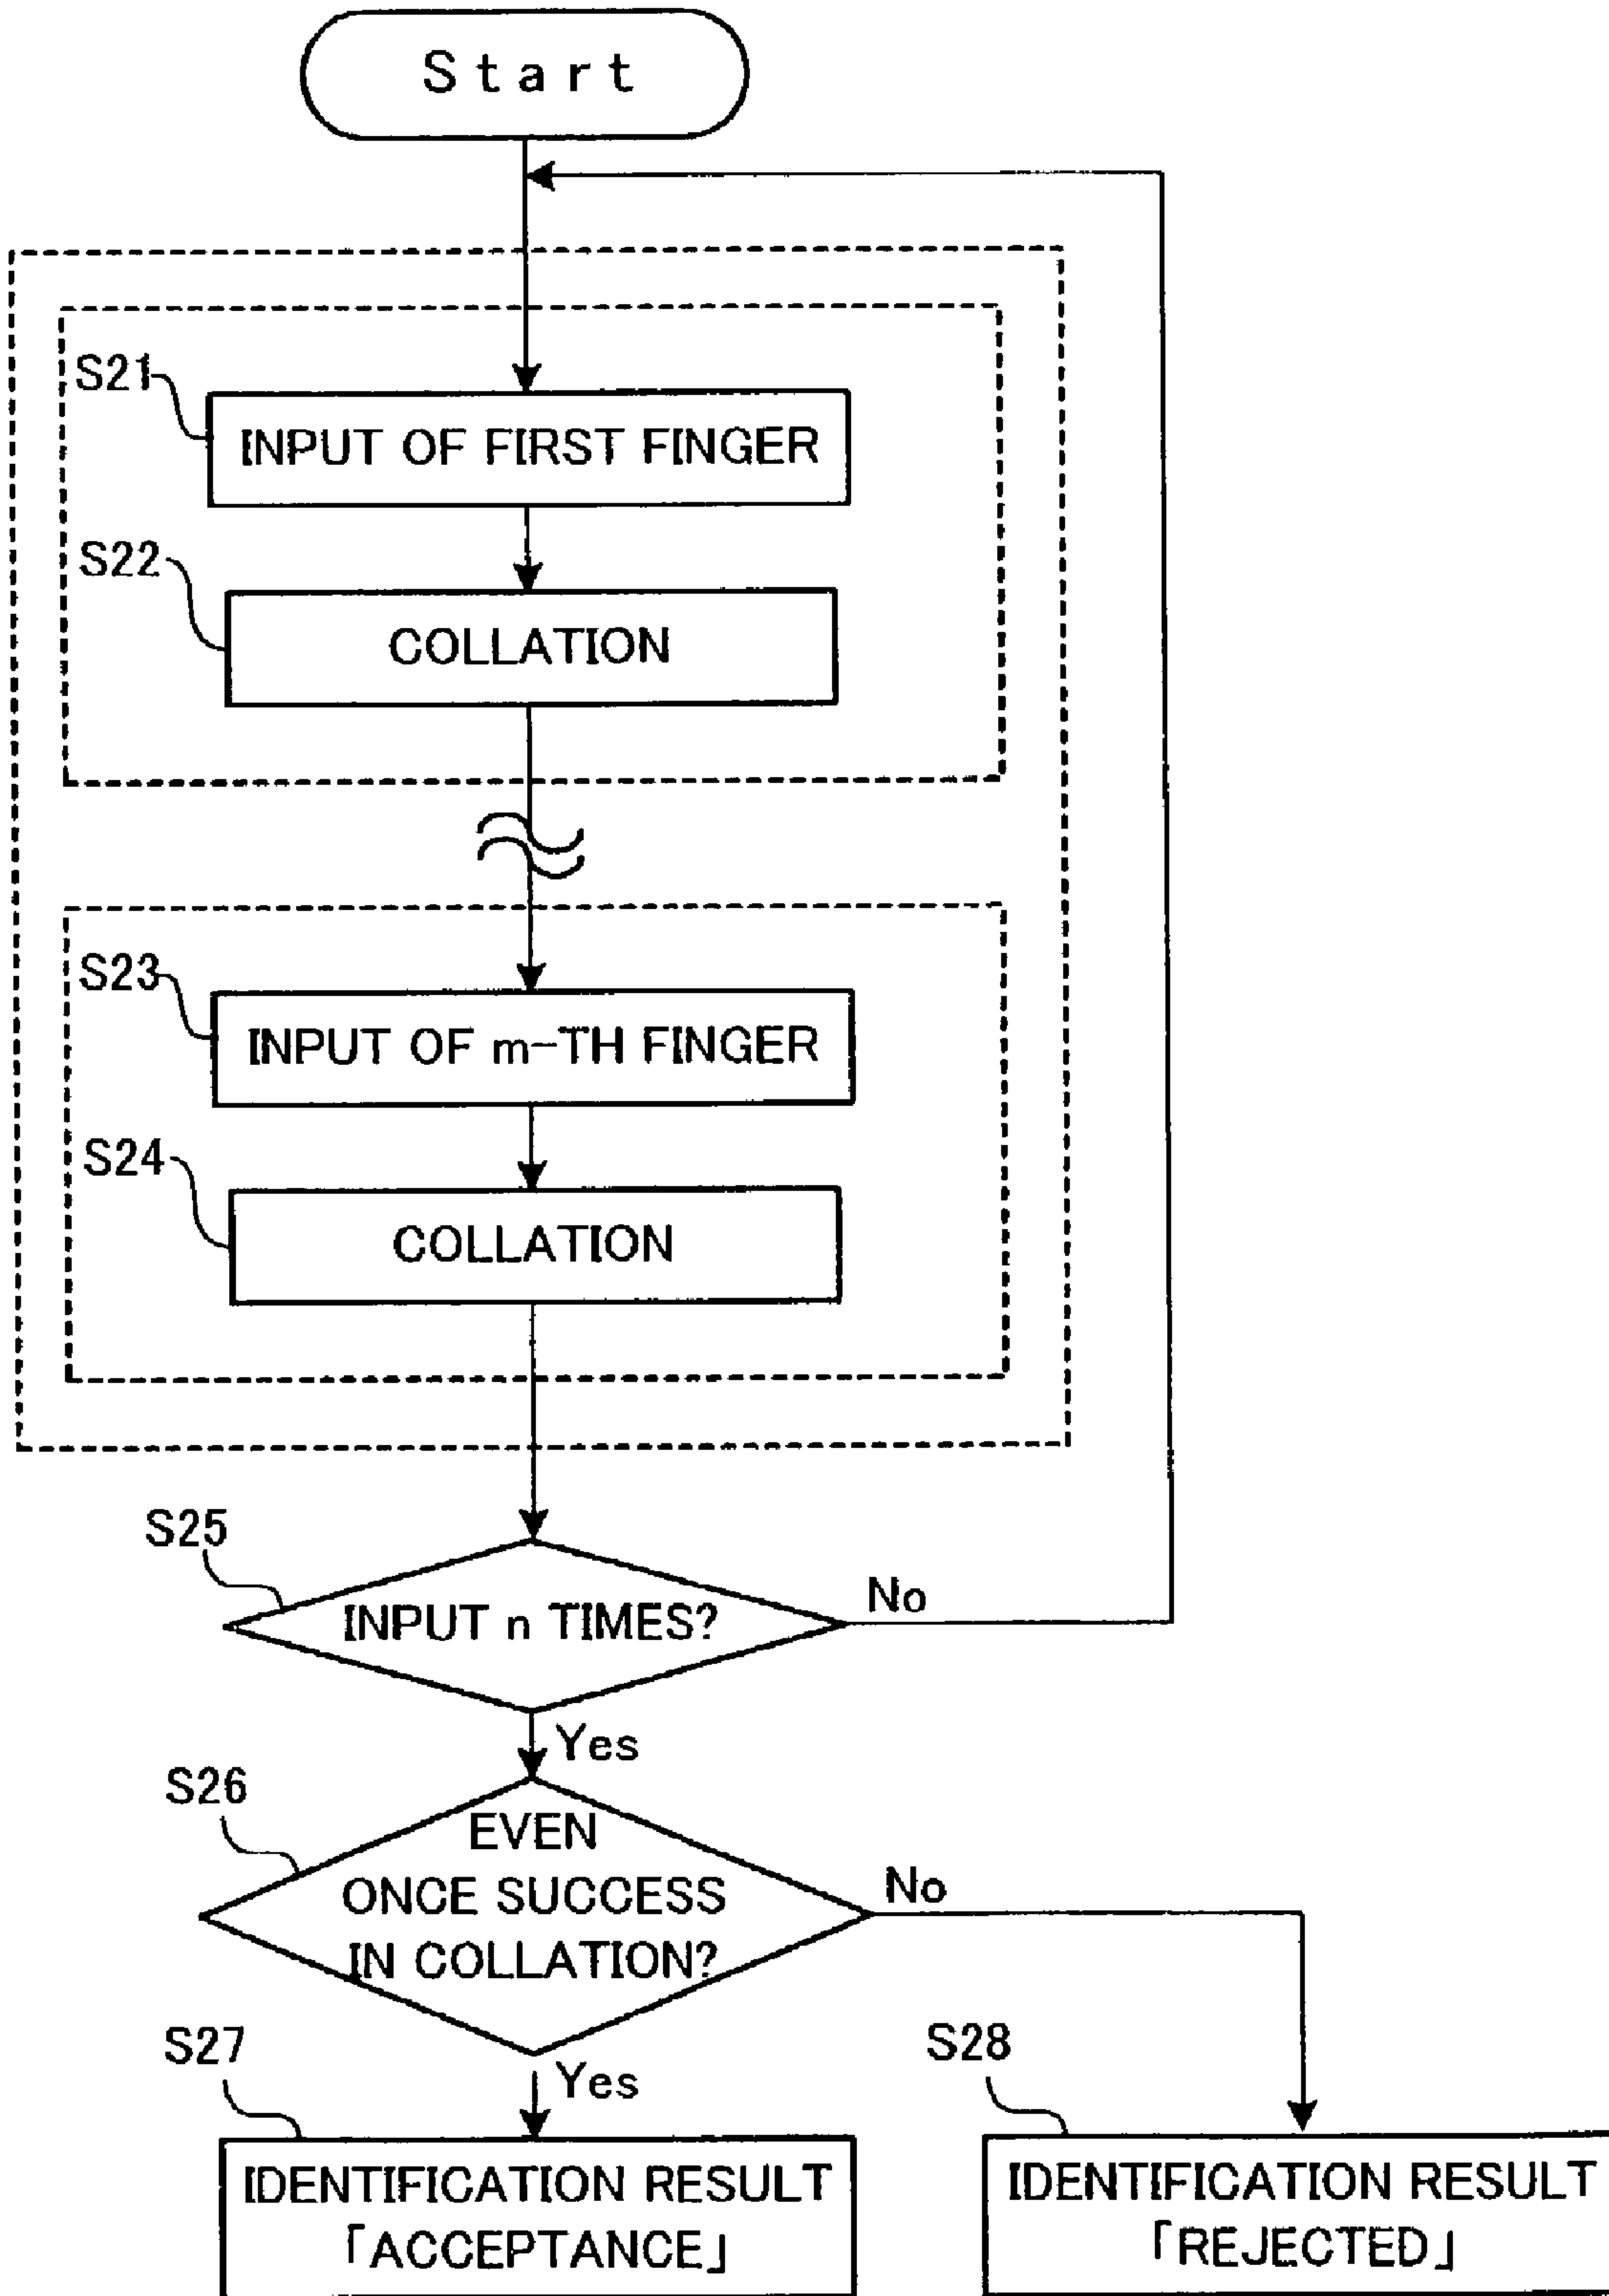 Start
S21
INPUT OF FIRST FINGER
S22
COLLATION
S23
INPUT OF m-TH FINGER
S24
COLLATION
S25
INPUT n TIMES?
No
Yes
S26
EVEN
ONCE SUCCESS
IN COLLATION?
No
Yes
S27
IDENTIFICATION RESULT
「ACCEPTANCE」
S28
IDENTIFICATION RESULT
「REJECTED」